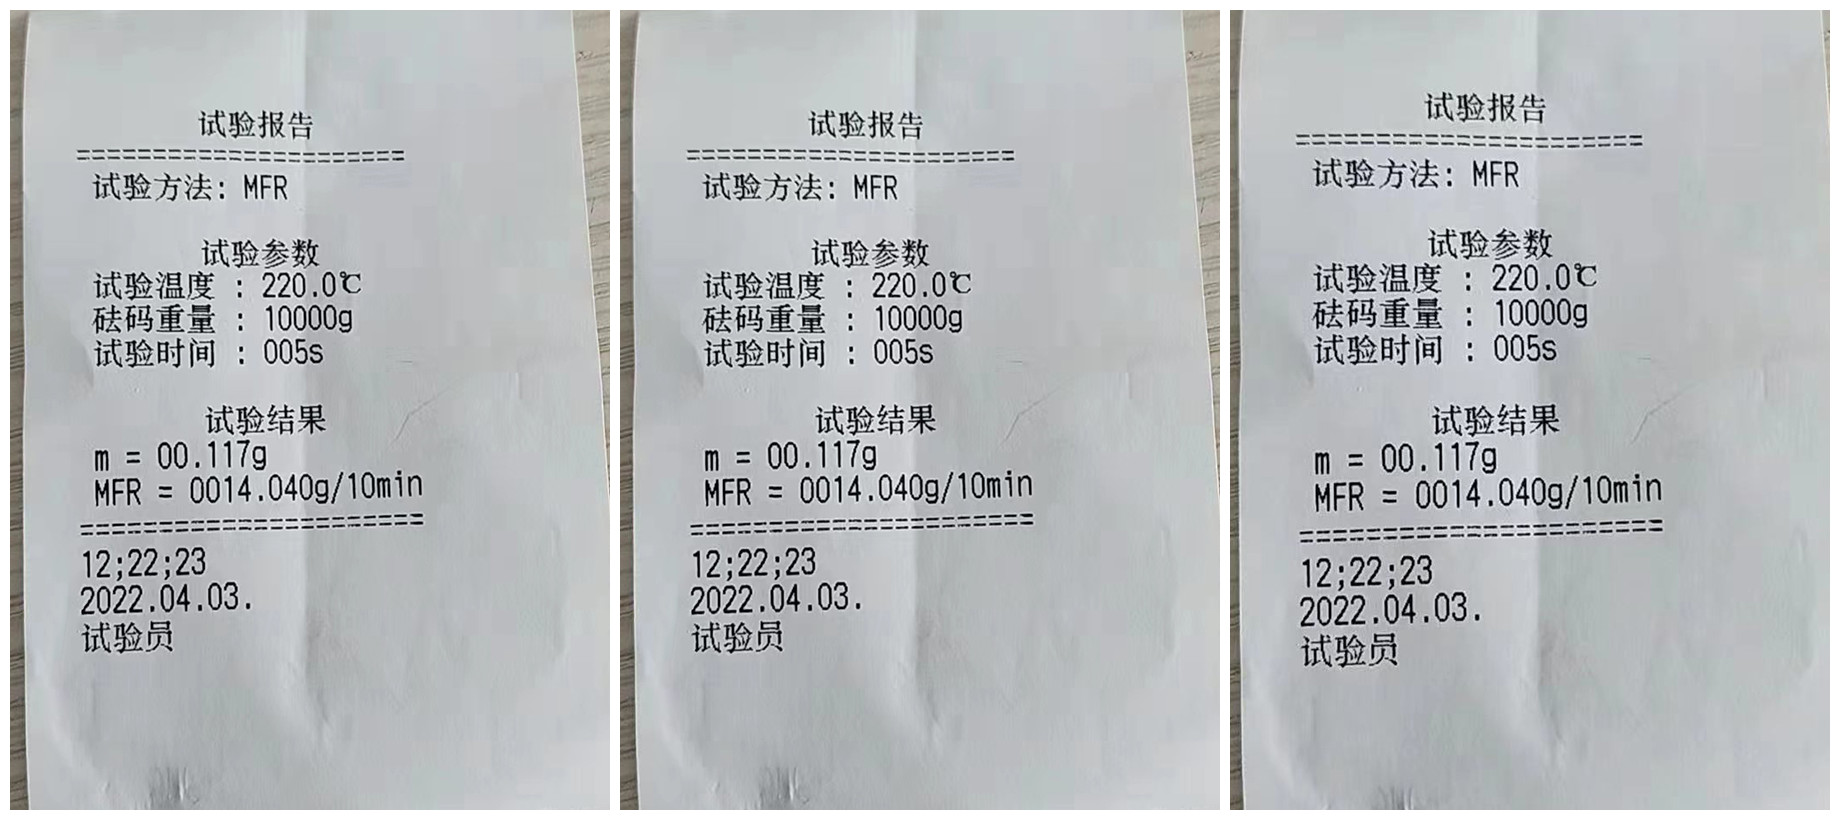 试验报告
======================
试验方法: MFR
试验参数
试验温度 : 220.0℃
砝码重量 : 10000g
试验时间 : 005s
试验结果
m = 00.117g
MFR = 0014.040g/10min
======================
12;22;23
2022.04.03.
试验员
试验报告
======================
试验方法: MFR
试验参数
试验温度 : 220.0℃
砝码重量 : 10000g
试验时间 : 005s
试验结果
m = 00.117g
MFR = 0014.040g/10min
======================
12;22;23
2022.04.03.
试验员
试验报告
======================
试验方法: MFR
试验参数
试验温度 : 220.0℃
砝码重量 : 10000g
试验时间 : 005s
试验结果
m = 00.117g
MFR = 0014.040g/10min
======================
12;22;23
2022.04.03.
试验员